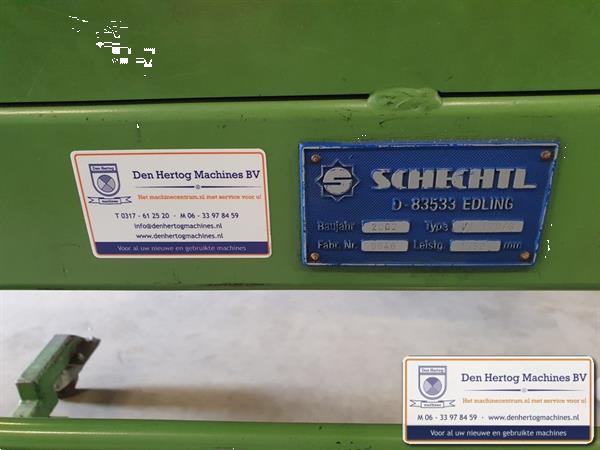 Den Hertog Machines BV
Het machinecentrum.nl met service voor u!
T 0317 - 61 25 20 - M 06 - 33 97 84 59
info@denhertogmachines.nl
www.denhertogmachines.nl
Voor al uw nieuwe en gebruikte machines
S SCHECHTL
D-83533 EDLING
Baujahr 2002 Type
Fabr. Nr. Leistg. mm
Den Hertog Machines BV
Het machinecentrum.nl met service voor u!
M 06 - 33 97 84 59 - www.denhertogmachines.nl
Voor al uw nieuwe en gebruikte machines